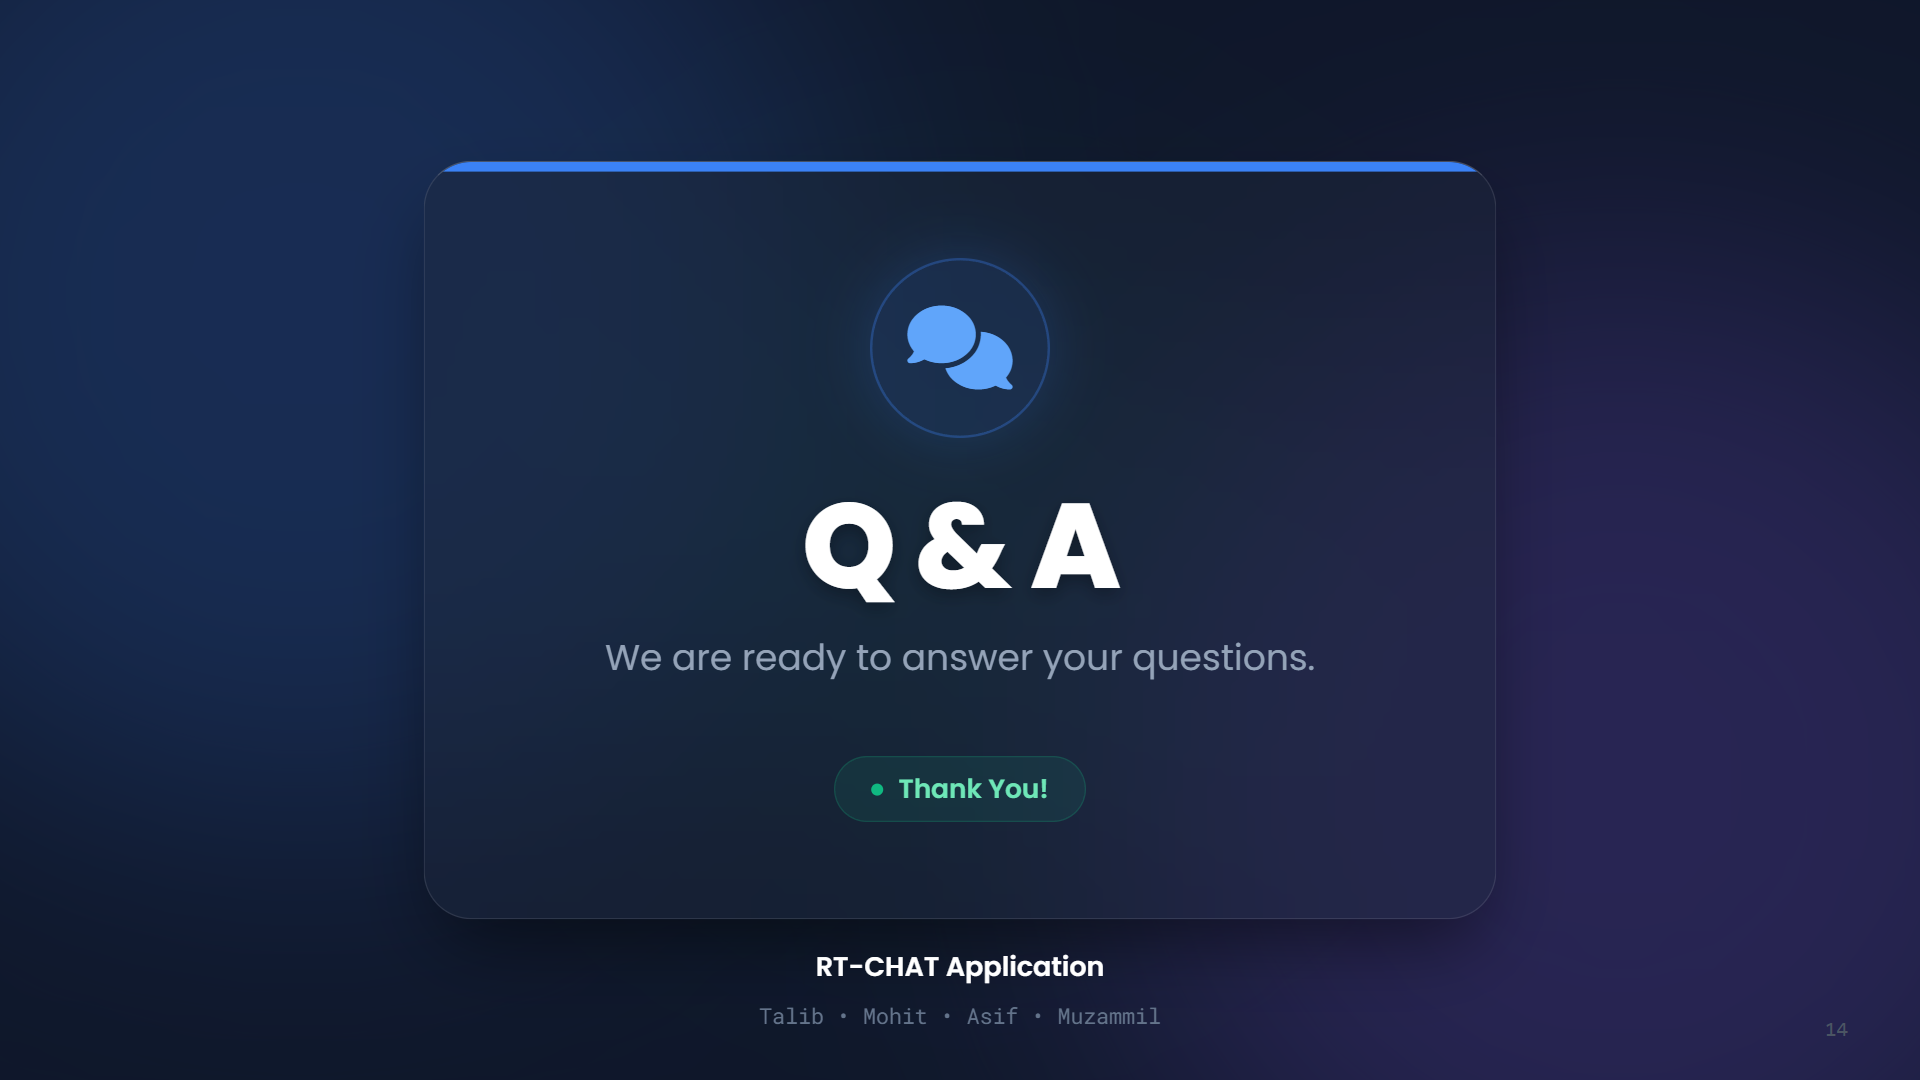 Q & A
We are ready to answer your questions.
Thank You!
RT-CHAT Application
Talib • Mohit • Asif • Muzammil
14